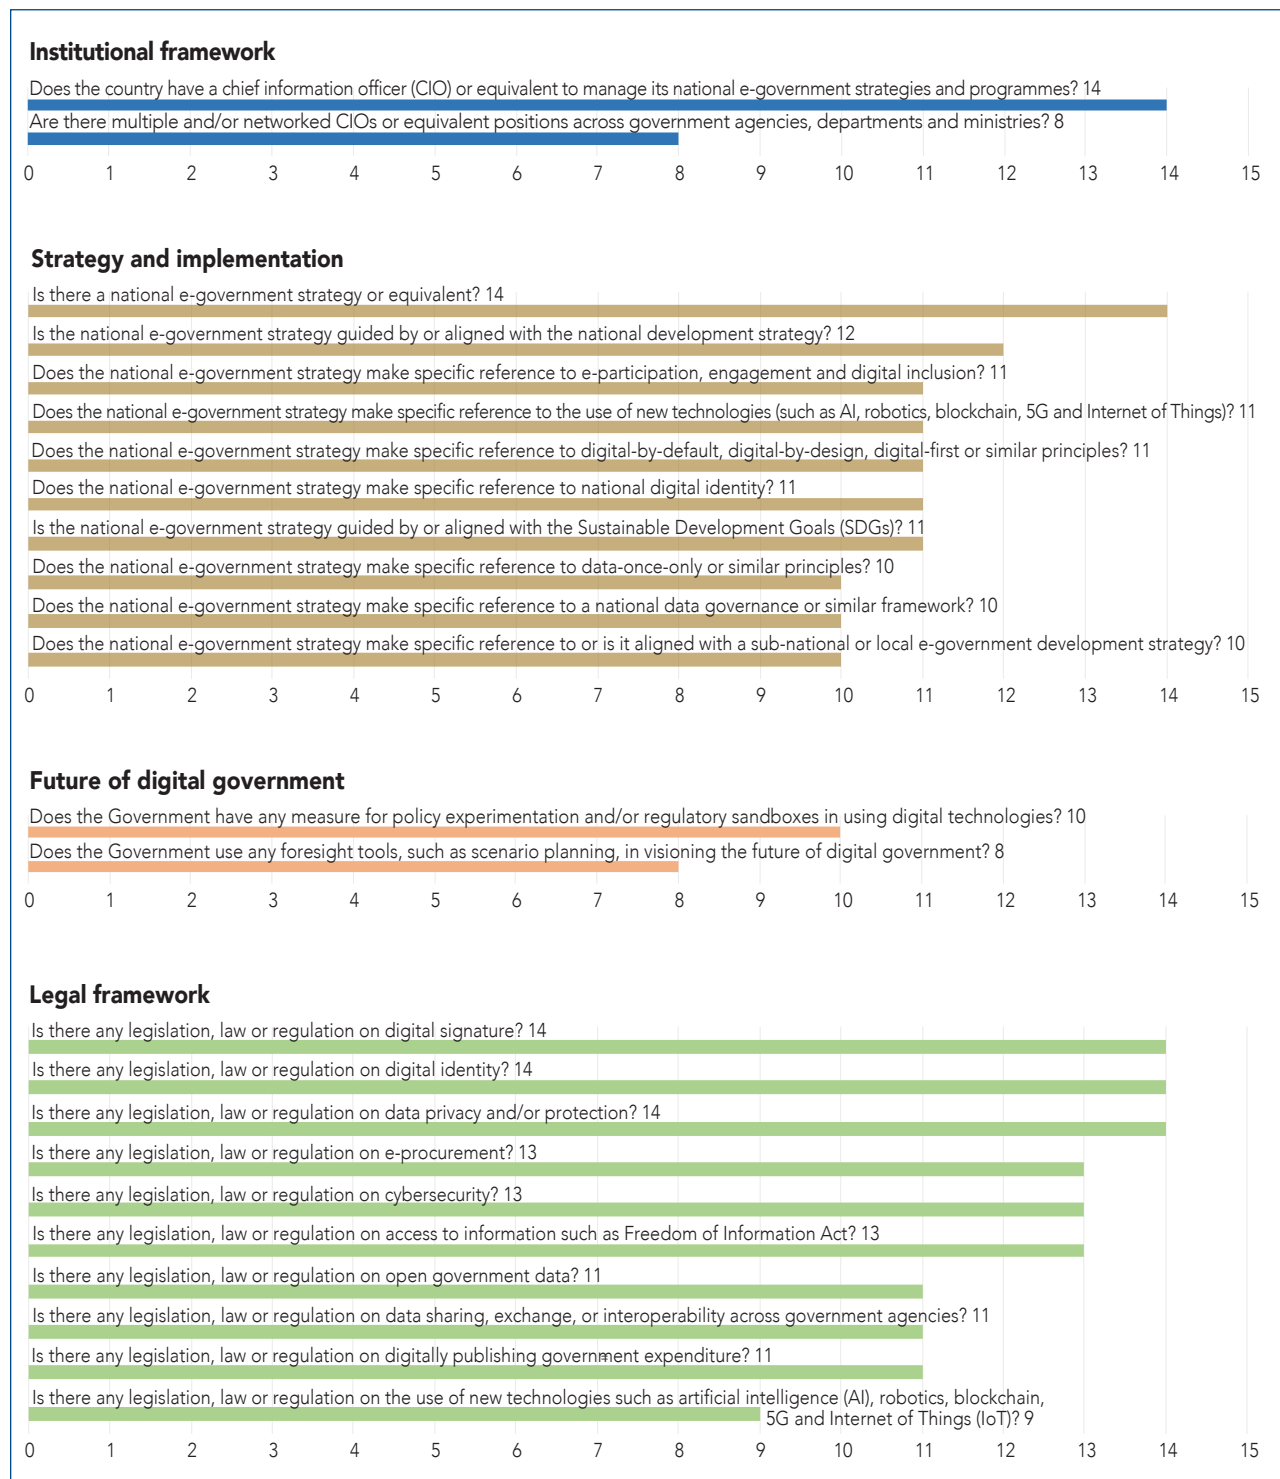 Institutional framework
Does the country have a chief information officer (CIO) or equivalent to manage its national e-government strategies and programmes? 14
Are there multiple and/or networked CIOs or equivalent positions across government agencies, departments and ministries? 8
0 1 2 3 4 5 6 7 8 9 10 11 12 13 14 15
Strategy and implementation
Is there a national e-government strategy or equivalent? 14
Is the national e-government strategy guided by or aligned with the national development strategy? 12
Does the national e-government strategy make specific reference to e-participation, engagement and digital inclusion? 11
Does the national e-government strategy make specific reference to the use of new technologies (such as AI, robotics, blockchain, 5G and Internet of Things)? 11
Does the national e-government strategy make specific reference to digital-by-default, digital-by-design, digital-first or similar principles? 11
Does the national e-government strategy make specific reference to national digital identity? 11
Is the national e-government strategy guided by or aligned with the Sustainable Development Goals (SDGs)? 11
Does the national e-government strategy make specific reference to data-once-only or similar principles? 10
Does the national e-government strategy make specific reference to a national data governance or similar framework? 10
Does the national e-government strategy make specific reference to or is it aligned with a sub-national or local e-government development strategy? 10
0 1 2 3 4 5 6 7 8 9 10 11 12 13 14 15
Future of digital government
Does the Government have any measure for policy experimentation and/or regulatory sandboxes in using digital technologies? 10
Does the Government use any foresight tools, such as scenario planning, in visioning the future of digital government? 8
0 1 2 3 4 5 6 7 8 9 10 11 12 13 14 15
Legal framework
Is there any legislation, law or regulation on digital signature? 14
Is there any legislation, law or regulation on digital identity? 14
Is there any legislation, law or regulation on data privacy and/or protection? 14
Is there any legislation, law or regulation on e-procurement? 13
Is there any legislation, law or regulation on cybersecurity? 13
Is there any legislation, law or regulation on access to information such as Freedom of Information Act? 13
Is there any legislation, law or regulation on open government data? 11
Is there any legislation, law or regulation on data sharing, exchange, or interoperability across government agencies? 11
Is there any legislation, law or regulation on digitally publishing government expenditure? 11
Is there any legislation, law or regulation on the use of new technologies such as artificial intelligence (AI), robotics, blockchain,
5G and Internet of Things (IoT)? 9
0 1 2 3 4 5 6 7 8 9 10 11 12 13 14 15